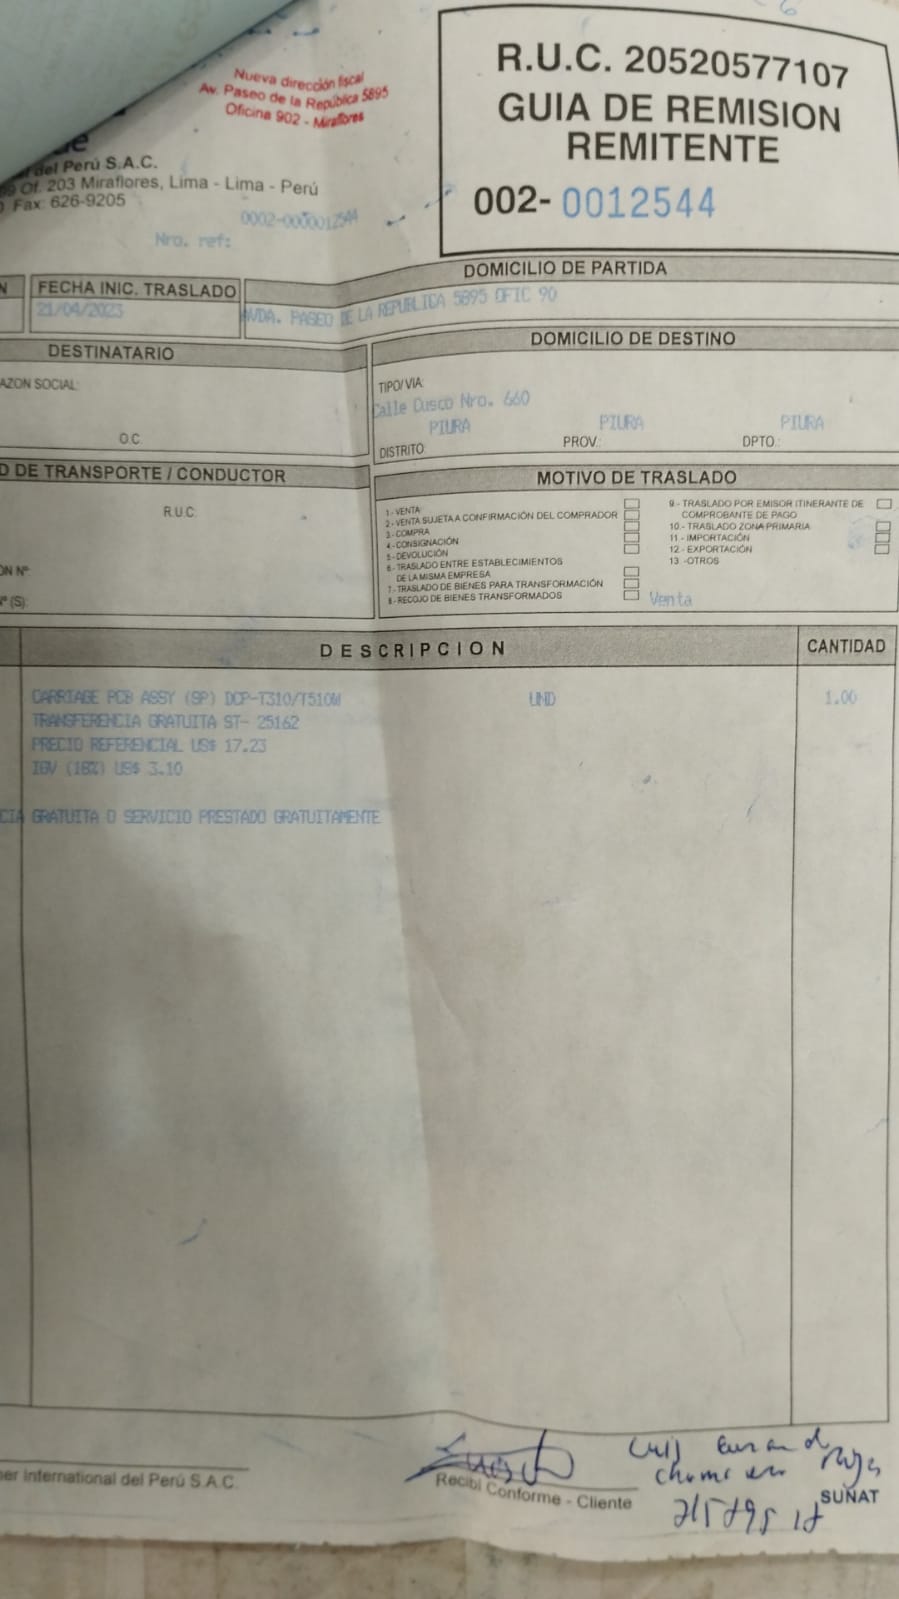 Nueva dirección fiscal
Av. Paseo de la República 5895
Oficina 902 - Miraflores
R.U.C. 20520577107
GUIA DE REMISION
REMITENTE
002- 0012544
del Perú S.A.C.
Of. 203 Miraflores, Lima - Lima - Perú
Fax: 626-9205
0002-0000012544
Nro. ref:
FECHA INIC. TRASLADO
21/04/2023
DOMICILIO DE PARTIDA
AVDA. PASEO DE LA REPUBLICA 5895 OFIC 90
DESTINATARIO
AZON SOCIAL:
O.C.
DOMICILIO DE DESTINO
TIPO/VIA:
Calle Cusco Nro. 660
PIURA PIURA PIURA
DISTRITO PROV.: DPTO.:
D DE TRANSPORTE / CONDUCTOR
R.U.C.
ON Nº
Nº (S):
MOTIVO DE TRASLADO
1.- VENTA
2.- VENTA SUJETA A CONFIRMACIÓN DEL COMPRADOR
3.- COMPRA
4.- CONSIGNACIÓN
5.- DEVOLUCIÓN
6.- TRASLADO ENTRE ESTABLECIMIENTOS
DE LA MISMA EMPRESA
7.- TRASLADO DE BIENES PARA TRANSFORMACIÓN
8.- RECOJO DE BIENES TRANSFORMADOS
9.- TRASLADO POR EMISOR ITINERANTE DE
COMPROBANTE DE PAGO
10.- TRASLADO ZONA PRIMARIA
11.- IMPORTACIÓN
12.- EXPORTACIÓN
13.-OTROS
Venta
DESCRIPCION CANTIDAD
CARRIAGE PCB ASSY (SP) DCP-T310/T510W UND 1.00
TRANSFERENCIA GRATUITA ST- 25162
PRECIO REFERENCIAL US$ 17.23
IGV (18%) US$ 3.10
CIA GRATUITA O SERVICIO PRESTADO GRATUITAMENTE
er International del Perú S.A.C.
Recibí Conforme - Cliente
Luis
SUNAT